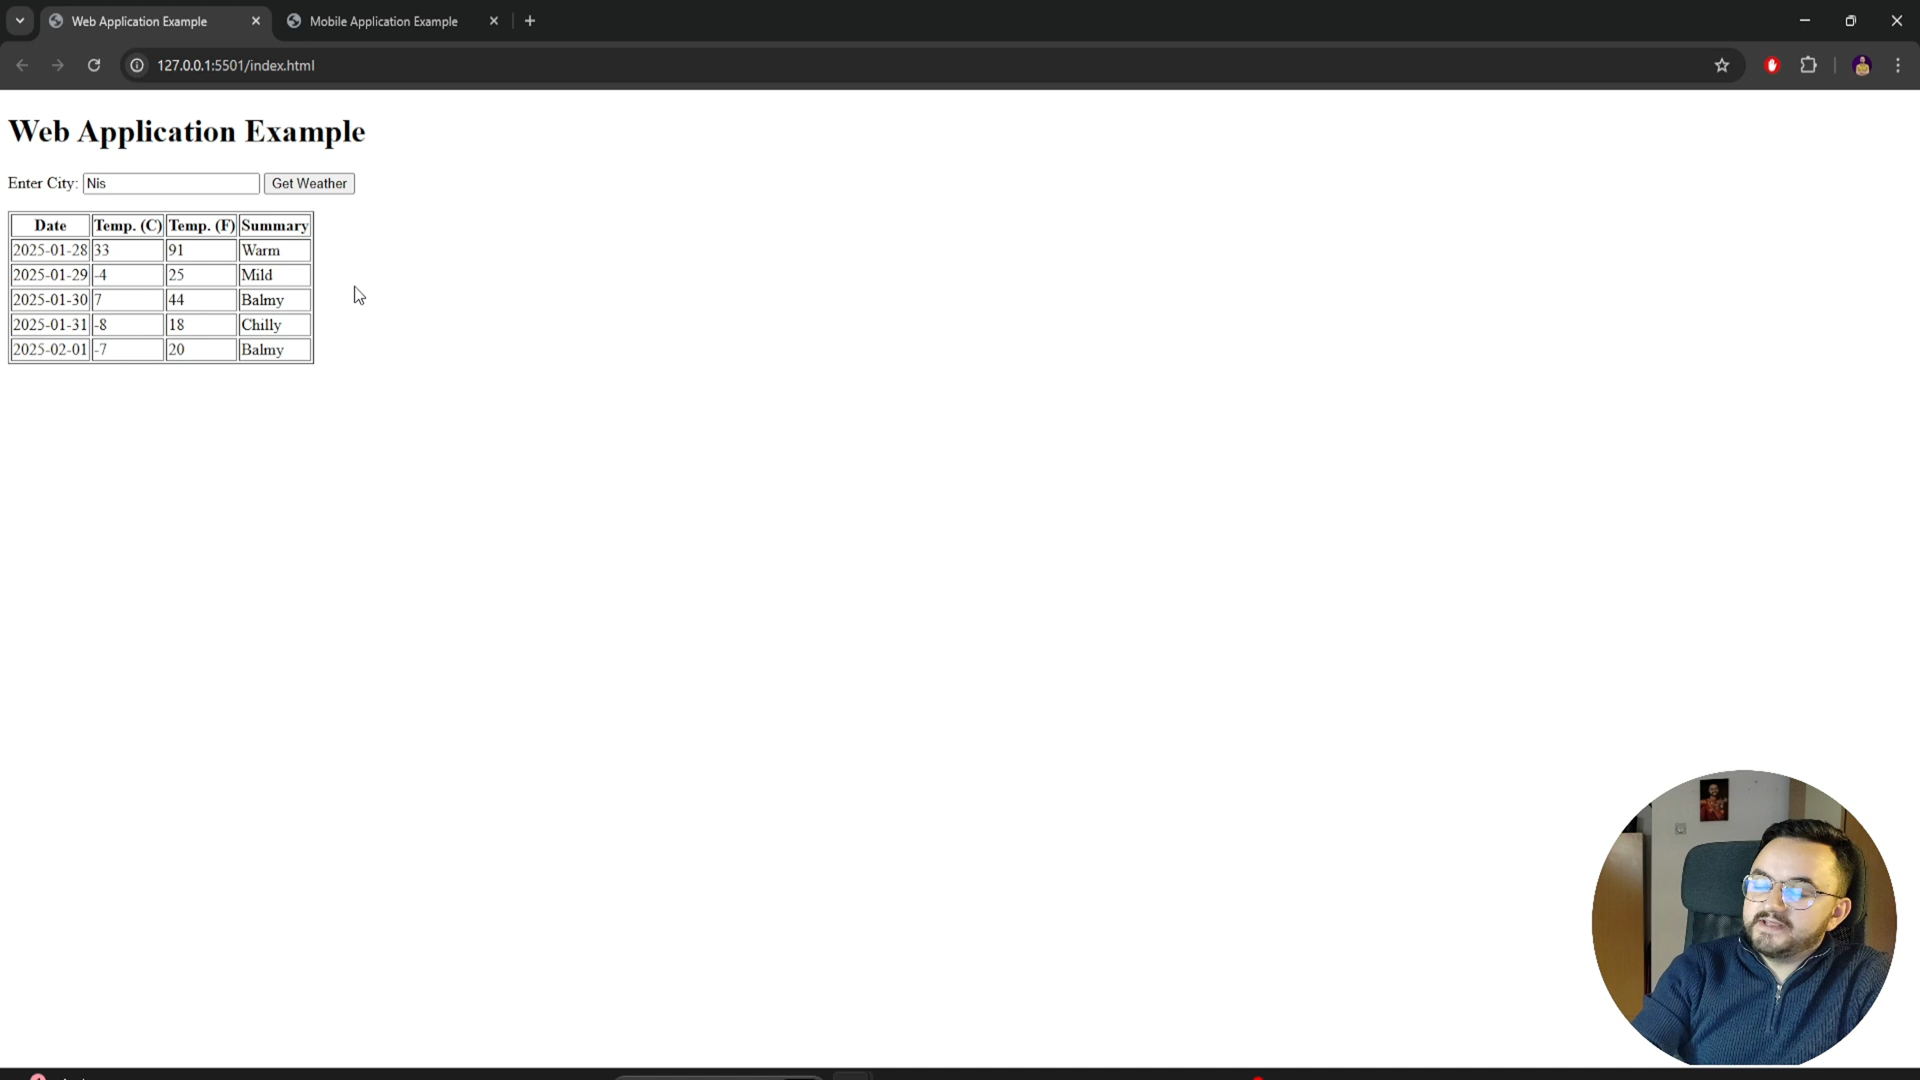 Web Application Example
Mobile Application Example
127.0.0.1:5501/index.html
Web Application Example
Enter City: Nis Get Weather
Date Temp. (C) Temp. (F) Summary
2025-01-28 33 91 Warm
2025-01-29 -4 25 Mild
2025-01-30 7 44 Balmy
2025-01-31 -8 18 Chilly
2025-02-01 -7 20 Balmy